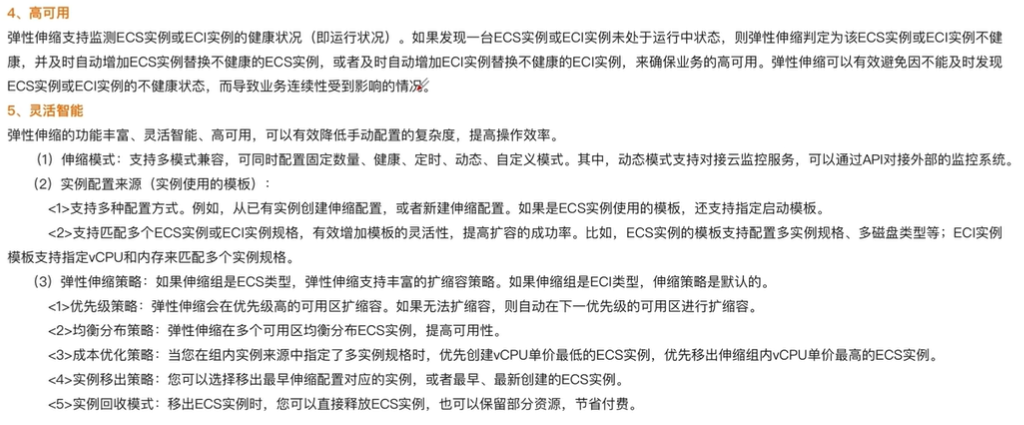 4、高可用
弹性伸缩支持监测ECS实例或ECI实例的健康状况（即运行状况）。如果发现一台ECS实例或ECI实例未处于运行中状态，则弹性伸缩判定为该ECS实例或ECI实例不健
康，并及时自动增加ECS实例替换不健康的ECS实例，或者及时自动增加ECI实例替换不健康的ECI实例，来确保业务的高可用。弹性伸缩可以有效避免因不能及时发现
ECS实例或ECI实例的不健康状态，而导致业务连续性受到影响的情况。
5、灵活智能
弹性伸缩的功能丰富、灵活智能、高可用，可以有效降低手动配置的复杂度，提高操作效率。
（1）伸缩模式：支持多模式兼容，可同时配置固定数量、健康、定时、动态、自定义模式。其中，动态模式支持对接云监控服务，可以通过API对接外部的监控系统。
（2）实例配置来源（实例使用的模板）：
<1>支持多种配置方式。例如，从已有实例创建伸缩配置，或者新建伸缩配置。如果是ECS实例使用的模板，还支持指定启动模板。
<2>支持匹配多个ECS实例或ECI实例规格，有效增加模板的灵活性，提高扩容的成功率。比如，ECS实例的模板支持配置多实例规格、多磁盘类型等；ECI实例
模板支持指定vCPU和内存来匹配多个实例规格。
（3）弹性伸缩策略：如果伸缩组是ECS类型，弹性伸缩支持丰富的扩缩容策略。如果伸缩组是ECI类型，伸缩策略是默认的。
<1>优先级策略：弹性伸缩会在优先级高的可用区扩缩容。如果无法扩缩容，则自动在下一优先级的可用区进行扩缩容。
<2>均衡分布策略：弹性伸缩在多个可用区均衡分布ECS实例，提高可用性。
<3>成本优化策略：当您在组内实例来源中指定了多实例规格时，优先创建vCPU单价最低的ECS实例，优先移出伸缩组内vCPU单价最高的ECS实例。
<4>实例移出策略：您可以选择移出最早伸缩配置对应的实例，或者最早、最新创建的ECS实例。
<5>实例回收模式：移出ECS实例时，您可以直接释放ECS实例，也可以保留部分资源，节省付费。